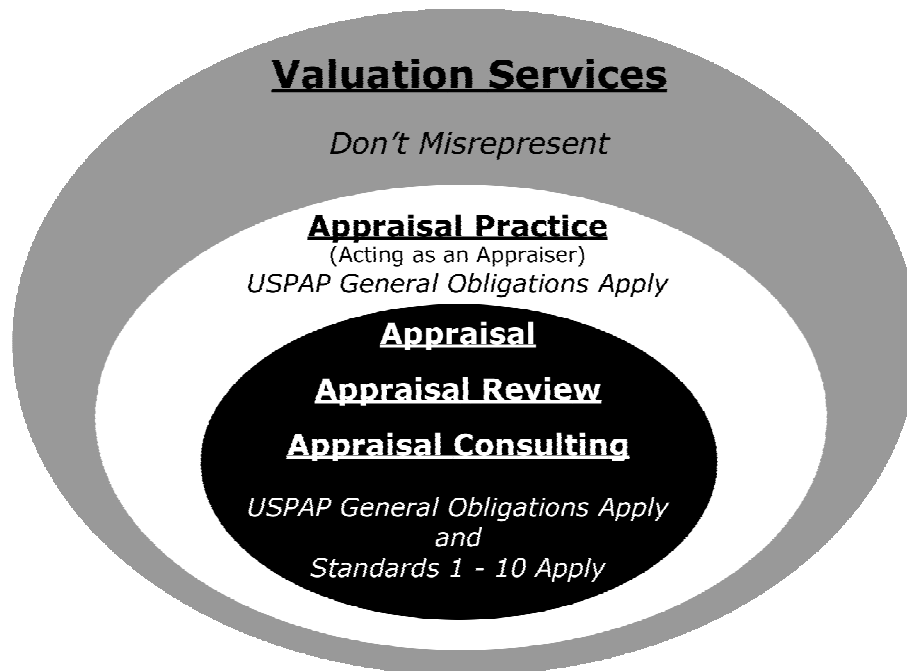 Valuation Services
Don't Misrepresent
Appraisal Practice
(Acting as an Appraiser)
USPAP General Obligations Apply
Appraisal
Appraisal Review
Appraisal Consulting
USPAP General Obligations Apply
and
Standards 1 - 10 Apply